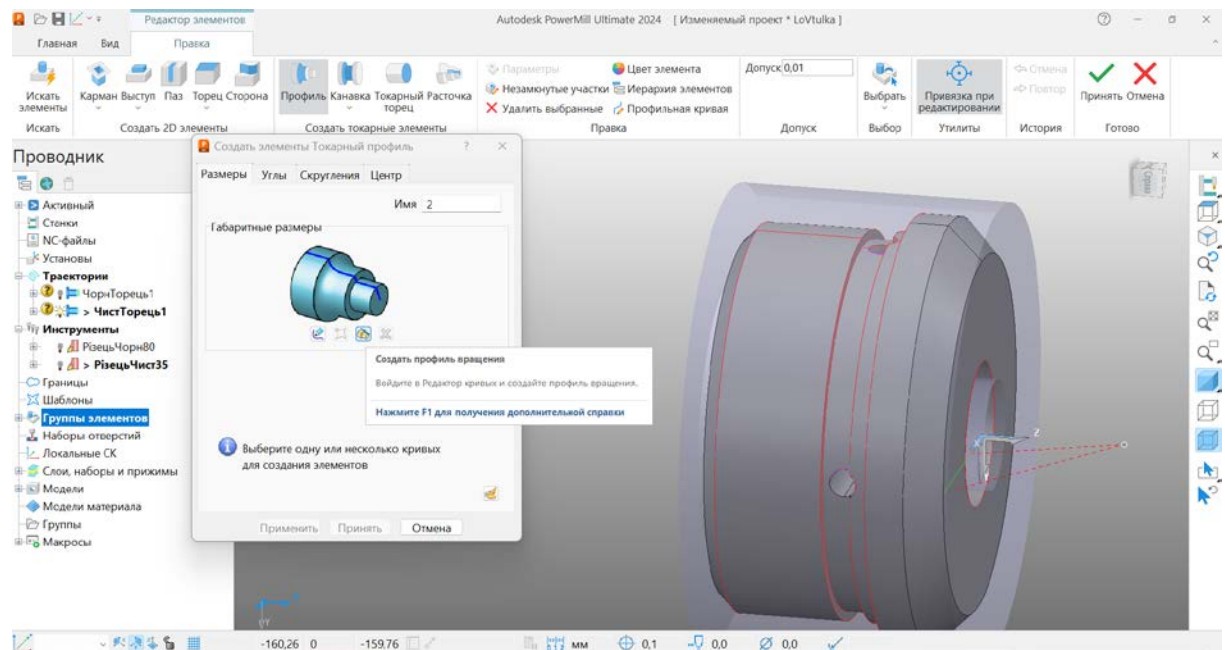 Редактор элементов
Autodesk PowerMill Ultimate 2024 [ Изменяемый проект * LoVtulka ]
Главная Вид Правка
Искать элементы
Карман Выступ Паз Торец Сторона
Профиль Канавка Токарный торец Расточка
Параметры
Незамкнутые участки
Удалить выбранные
Цвет элемента
Иерархия элементов
Профильная кривая
Допуск 0,01
Выбрать
Привязка при редактировании
Отмена
Повтор
Принять Отмена
Искать Создать 2D элементы Создать токарные элементы Правка Допуск Выбор Утилиты История Готово
Проводник
Активный
Станки
NC-файлы
Установы
Траектории
ЧорнТорець1
> ЧистТорець1
Инструменты
РізецьЧорн80
> РізецьЧист35
Границы
Шаблоны
Группы элементов
Наборы отверстий
Локальные СК
Слои, наборы и прижимы
Модели
Модели материала
Группы
Макросы
Создать элементы Токарный профиль ?
Размеры Углы Скругления Центр
Имя 2
Габаритные размеры
Создать профиль вращения
Войдите в Редактор кривых и создайте профиль вращения.
Нажмите F1 для получения дополнительной справки
Выберите одну или несколько кривых
для создания элементов
Применить Принять Отмена
X Z
Y
-160,26 0 -159,76 мм 0,1 0,0 0,0